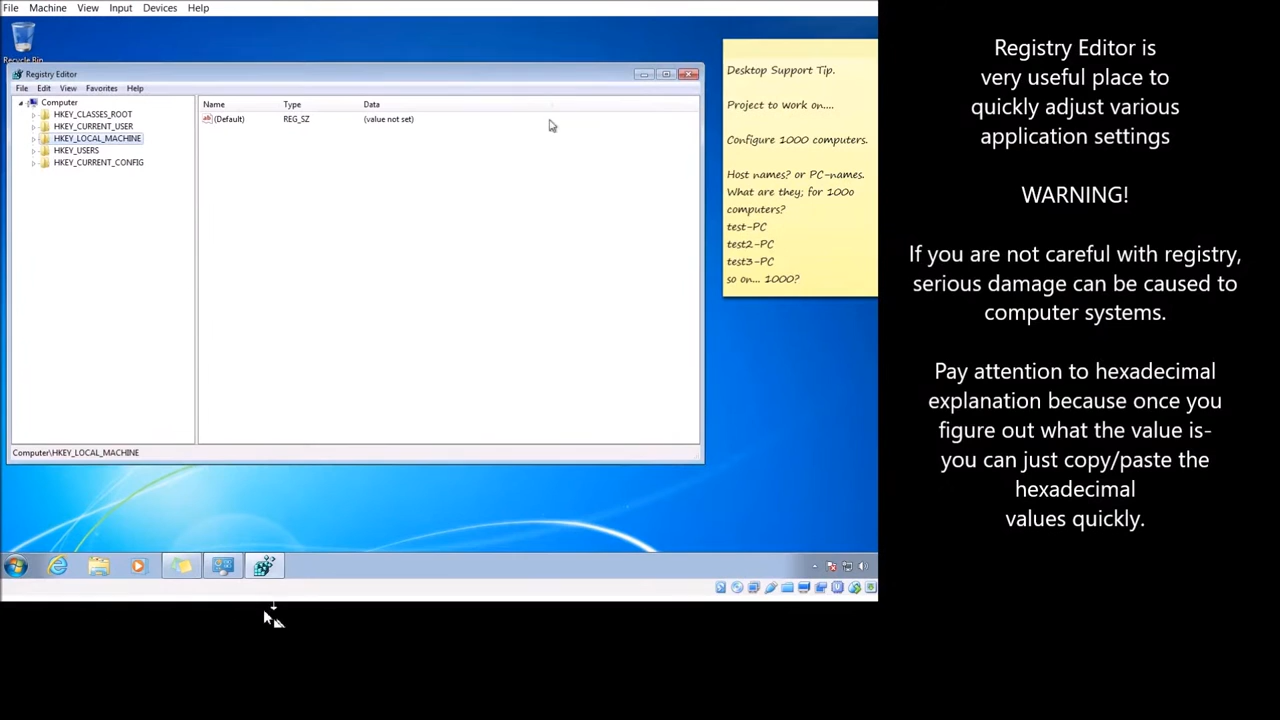 File Machine View Input Devices Help
Recycle Bin
Registry Editor
File Edit View Favorites Help
Computer
HKEY_CLASSES_ROOT
HKEY_CURRENT_USER
HKEY_LOCAL_MACHINE
HKEY_USERS
HKEY_CURRENT_CONFIG
Name Type Data
(Default) REG_SZ (value not set)
Computer\HKEY_LOCAL_MACHINE
Desktop Support Tip.
Project to work on....
Configure 1000 computers.
Host names? or PC-names.
What are they; for 100o
computers?
test-PC
test2-PC
test3-PC
so on... 1000?
Registry Editor is
very useful place to
quickly adjust various
application settings
WARNING!
If you are not careful with registry,
serious damage can be caused to
computer systems.
Pay attention to hexadecimal
explanation because once you
figure out what the value is-
you can just copy/paste the
hexadecimal
values quickly.